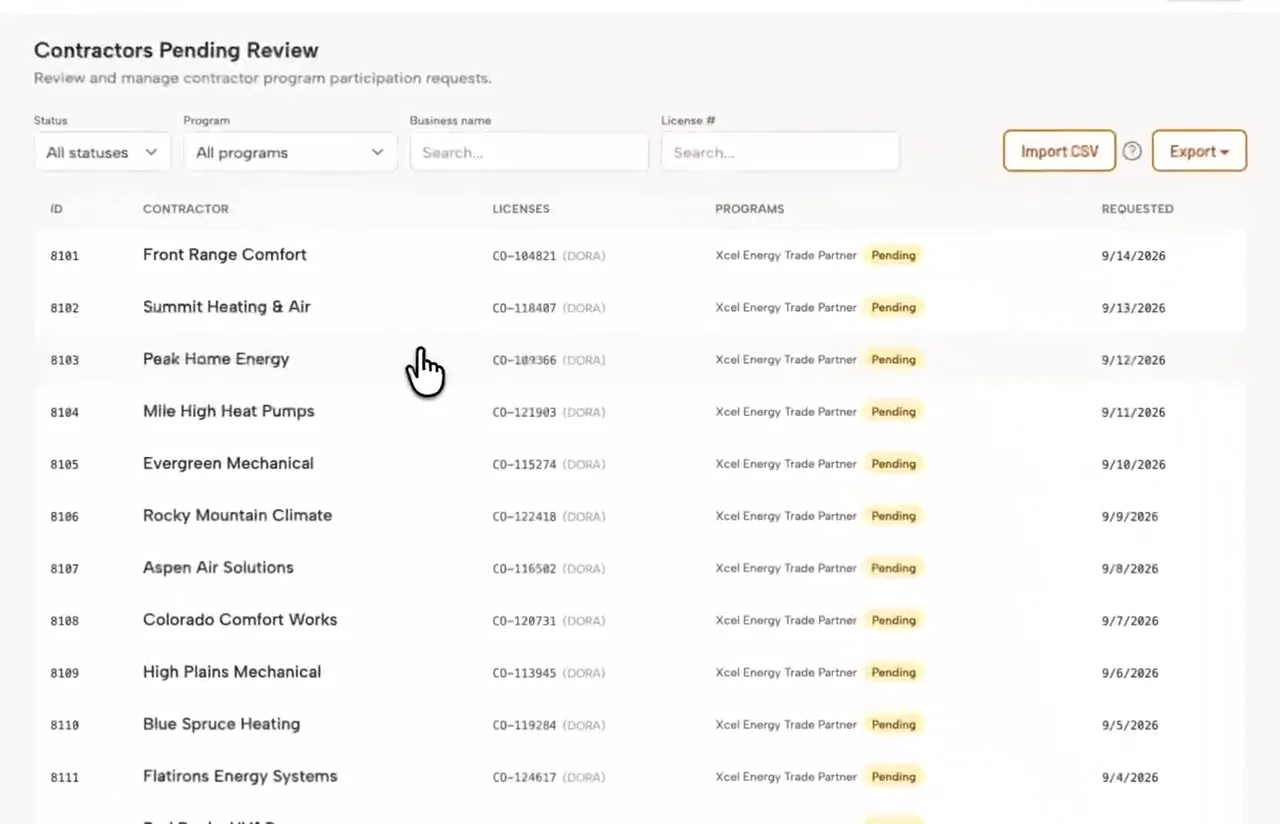 Contractors Pending Review
Review and manage contractor program participation requests.
Status Program Business name License #
All statuses All programs Search... Search... Import CSV ? Export
ID CONTRACTOR LICENSES PROGRAMS REQUESTED
8101 Front Range Comfort CO-104821 (DORA) Xcel Energy Trade Partner Pending 9/14/2026
8102 Summit Heating & Air CO-118407 (DORA) Xcel Energy Trade Partner Pending 9/13/2026
8103 Peak Home Energy CO-109366 (DORA) Xcel Energy Trade Partner Pending 9/12/2026
8104 Mile High Heat Pumps CO-121903 (DORA) Xcel Energy Trade Partner Pending 9/11/2026
8105 Evergreen Mechanical CO-115274 (DORA) Xcel Energy Trade Partner Pending 9/10/2026
8106 Rocky Mountain Climate CO-122418 (DORA) Xcel Energy Trade Partner Pending 9/9/2026
8107 Aspen Air Solutions CO-116502 (DORA) Xcel Energy Trade Partner Pending 9/8/2026
8108 Colorado Comfort Works CO-120731 (DORA) Xcel Energy Trade Partner Pending 9/7/2026
8109 High Plains Mechanical CO-113945 (DORA) Xcel Energy Trade Partner Pending 9/6/2026
8110 Blue Spruce Heating CO-119284 (DORA) Xcel Energy Trade Partner Pending 9/5/2026
8111 Flatirons Energy Systems CO-124617 (DORA) Xcel Energy Trade Partner Pending 9/4/2026